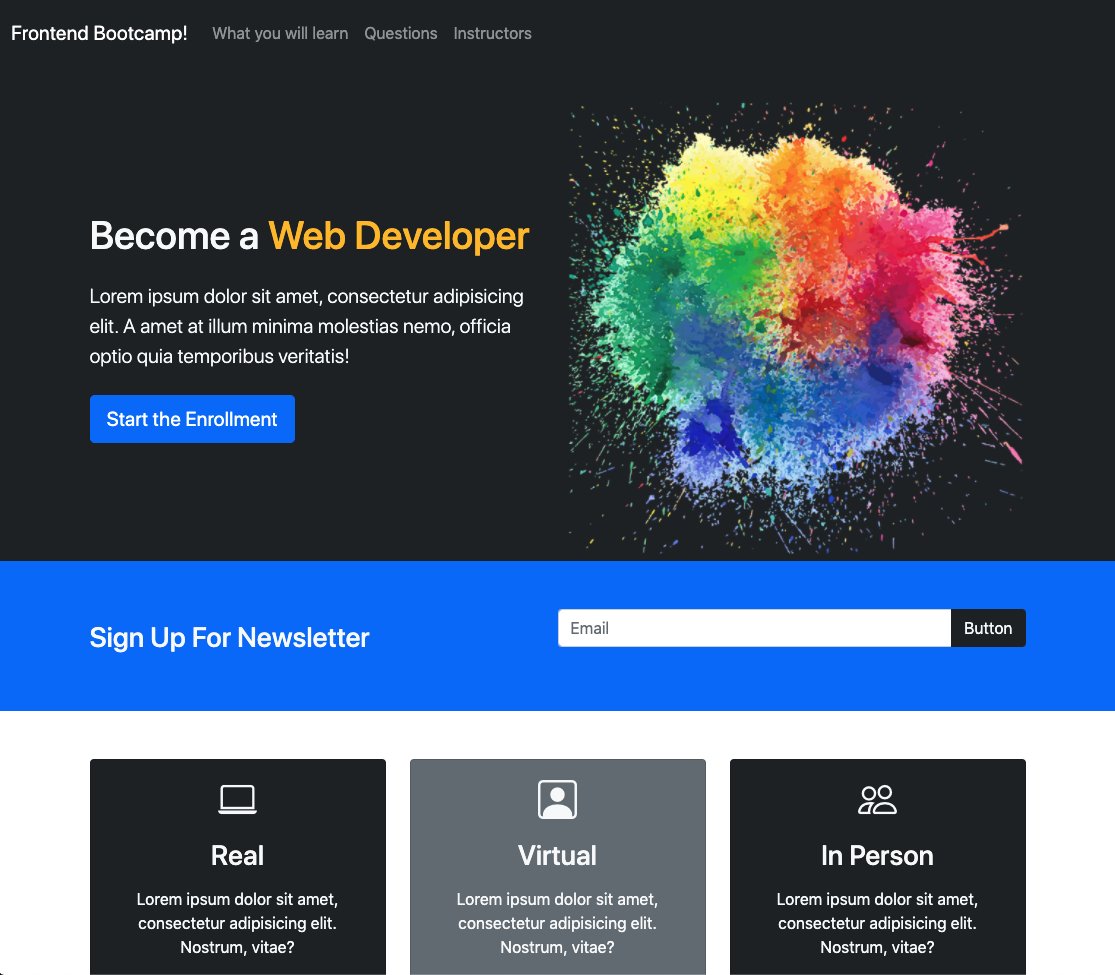 Frontend Bootcamp! What you will learn Questions Instructors
Become a Web Developer
Lorem ipsum dolor sit amet, consectetur adipisicing
elit. A amet at illum minima molestias nemo, officia
optio quia temporibus veritatis!
Start the Enrollment
Sign Up For Newsletter
Email
Button
Real
Lorem ipsum dolor sit amet,
consectetur adipisicing elit.
Nostrum, vitae?
Virtual
Lorem ipsum dolor sit amet,
consectetur adipisicing elit.
Nostrum, vitae?
In Person
Lorem ipsum dolor sit amet,
consectetur adipisicing elit.
Nostrum, vitae?